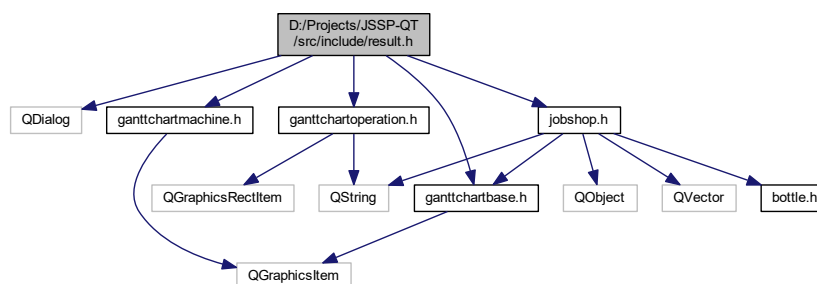 D:/Projects/JSSP-QT
/src/include/result.h
QDialog
ganttchartmachine.h
ganttchartoperation.h
jobshop.h
QGraphicsRectItem
QString
ganttchartbase.h
QObject
QVector
bottle.h
QGraphicsItem